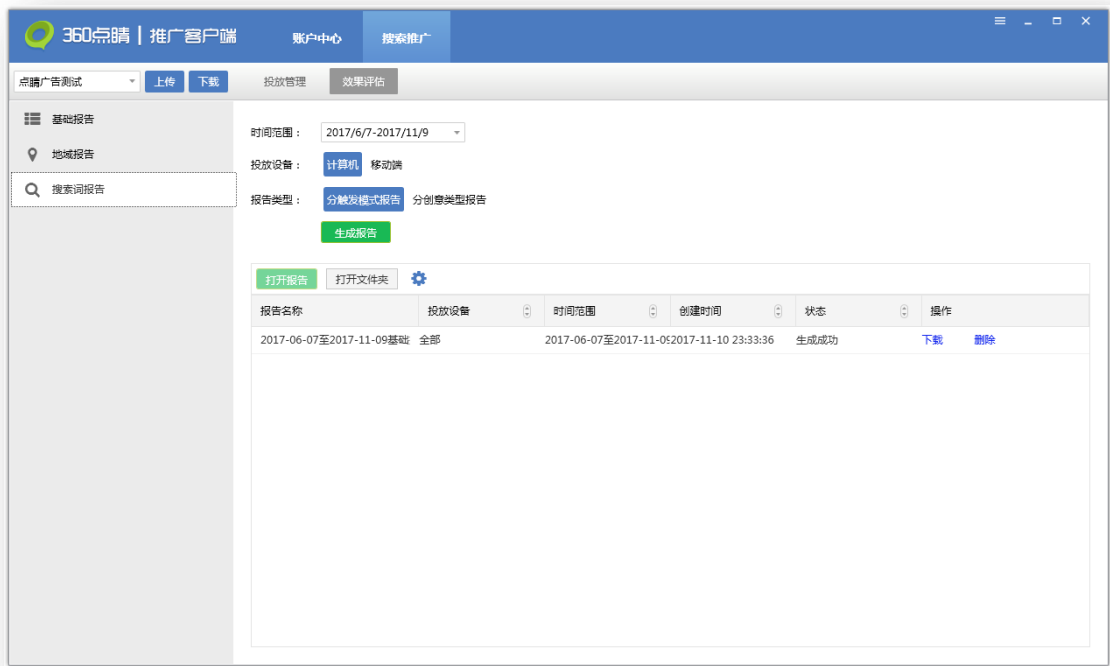 360点睛 | 推广客户端 账户中心 搜索推广
点睛广告测试 上传 下载 投放管理 效果评估
基础报告
地域报告
搜索词报告
时间范围： 2017/6/7-2017/11/9
投放设备： 计算机 移动端
报告类型： 分触发模式报告 分创意类型报告
生成报告
打开报告 打开文件夹
报告名称 投放设备 时间范围 创建时间 状态 操作
2017-06-07至2017-11-09基础 全部 2017-06-07至2017-11-09 2017-11-10 23:33:36 生成成功 下载 删除